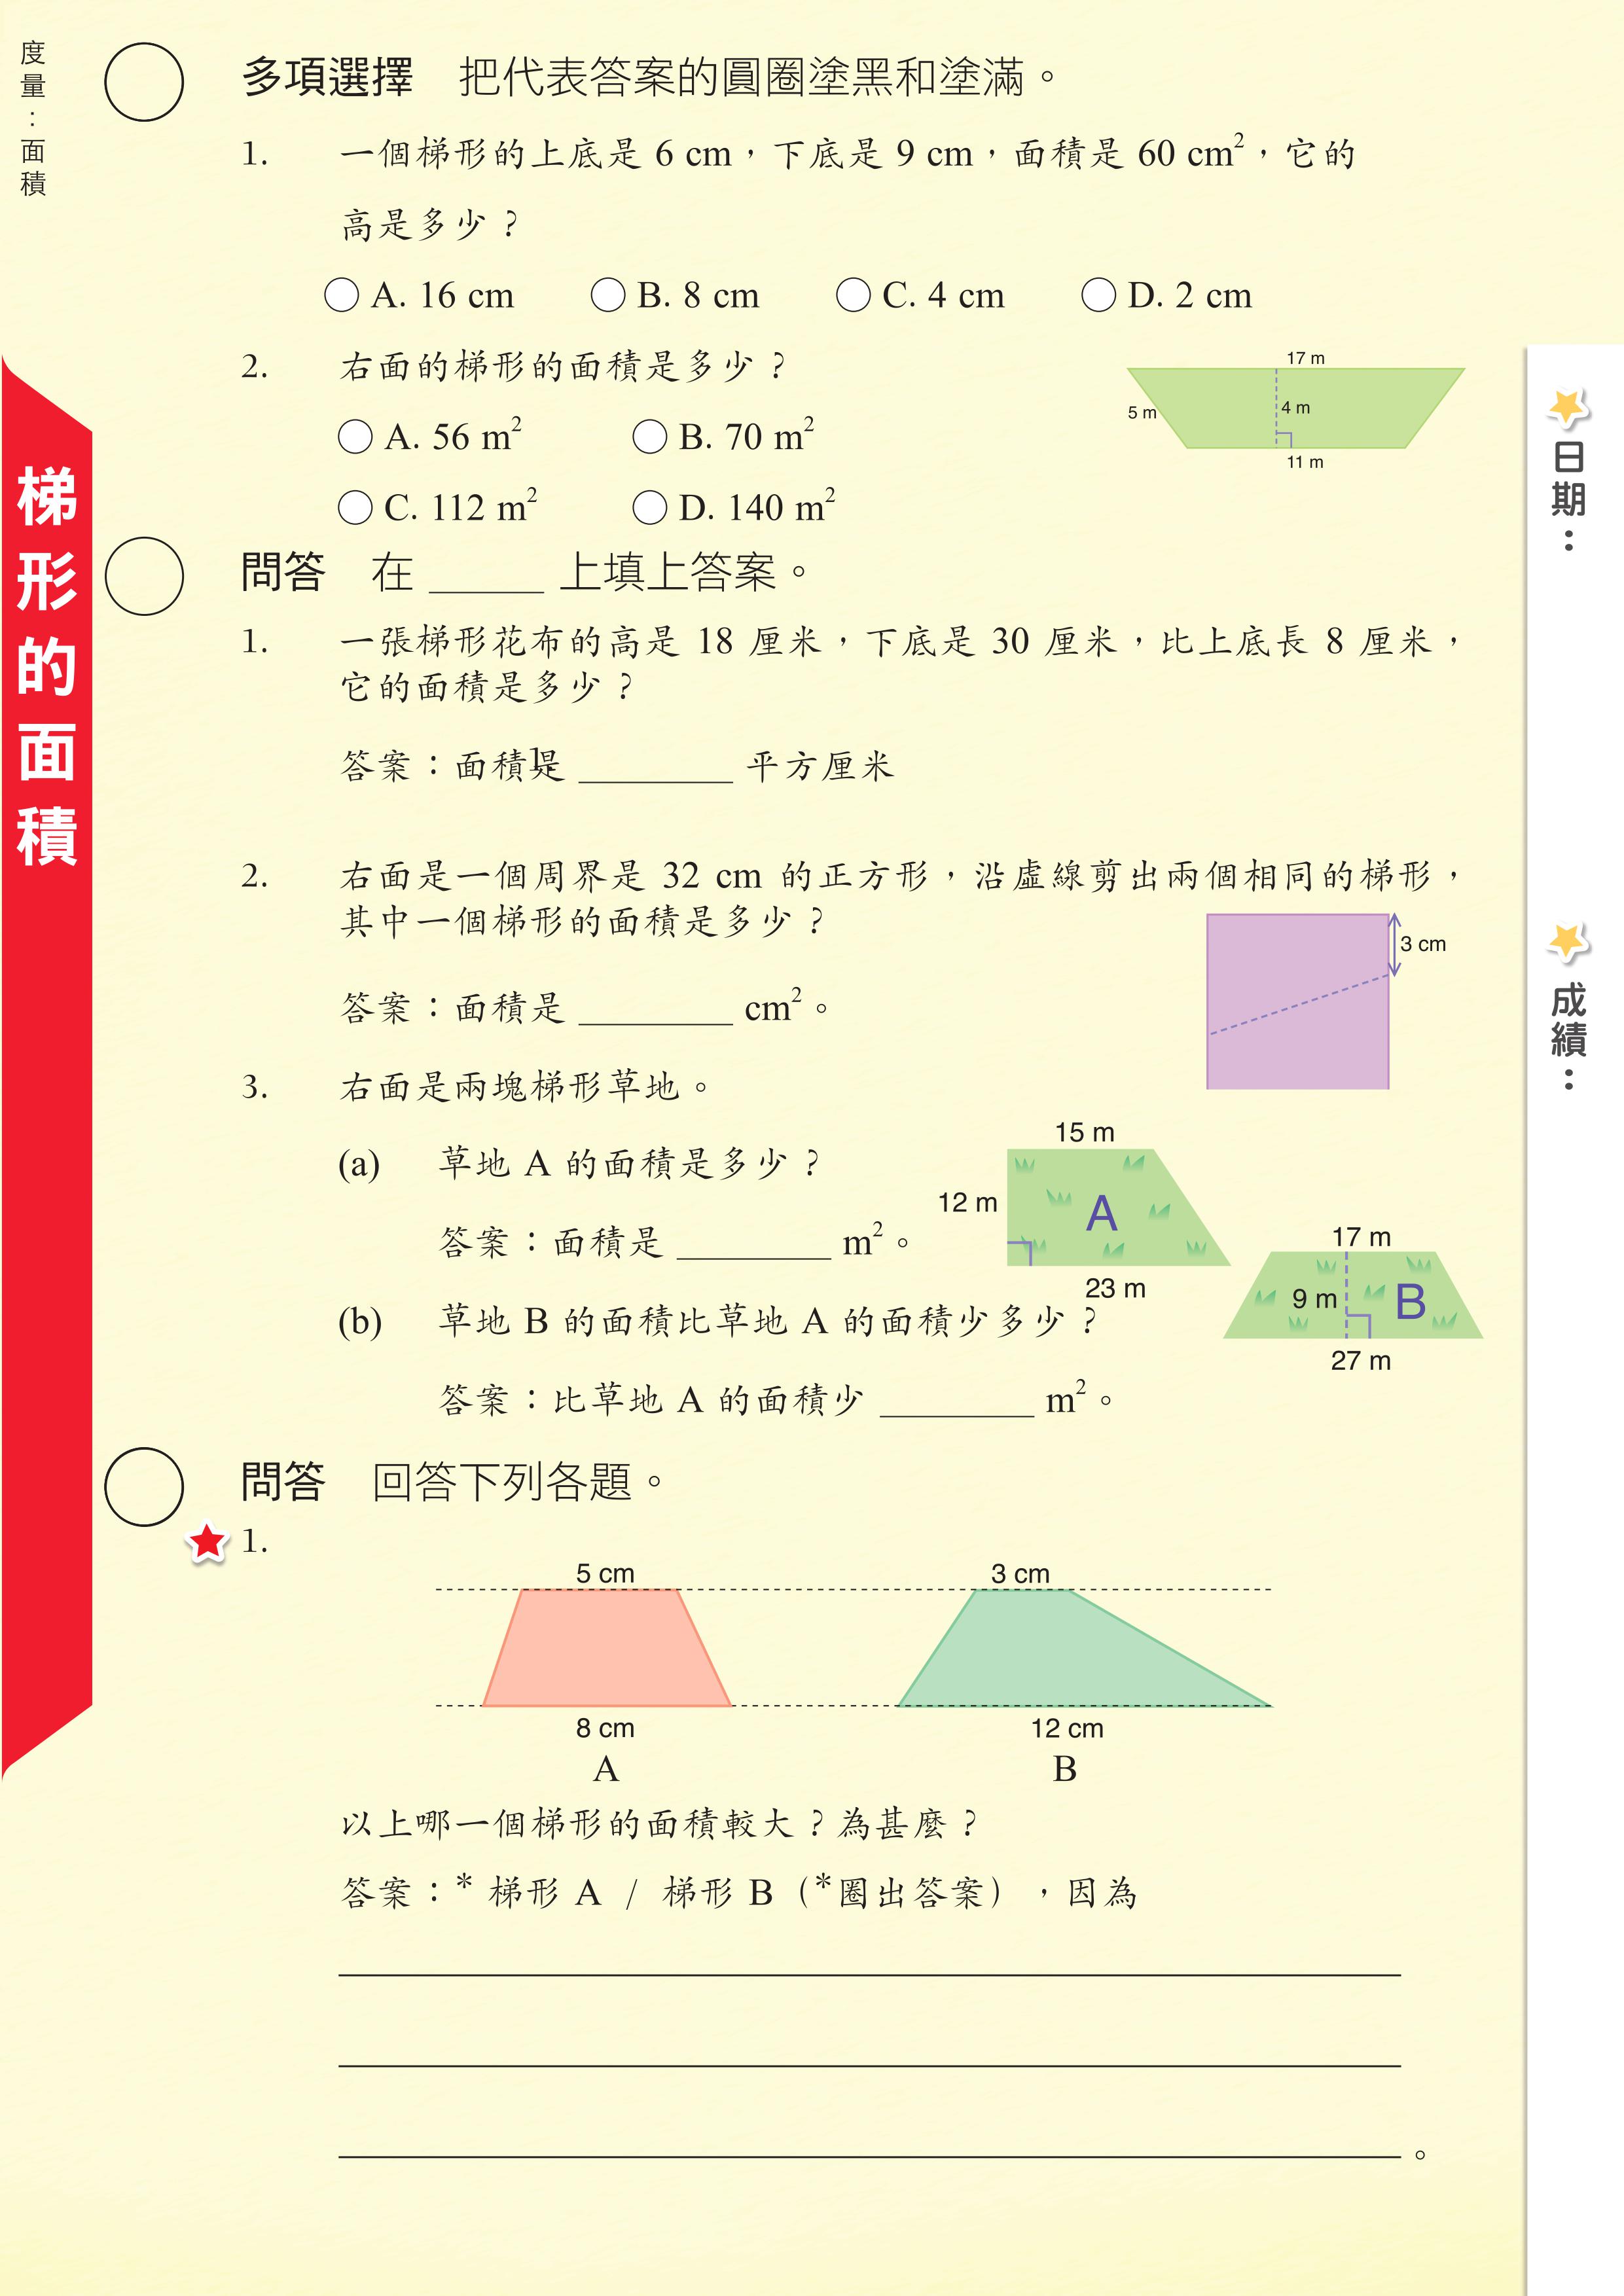 度量：面積
梯形的面積
日期：
成績：
多項選擇 把代表答案的圓圈塗黑和塗滿。
1. 一個梯形的上底是 6 cm，下底是 9 cm，面積是 60 cm²，它的
高是多少？
A. 16 cm B. 8 cm C. 4 cm D. 2 cm
2. 右面的梯形的面積是多少？
17 m
5 m
4 m
11 m
A. 56 m² B. 70 m²
C. 112 m² D. 140 m²
問答 在 ______ 上填上答案。
1. 一張梯形花布的高是 18 厘米，下底是 30 厘米，比上底長 8 厘米，
它的面積是多少？
答案：面積是 ________ 平方厘米
1.
2. 右面是一個周界是 32 cm 的正方形，沿虛線剪出兩個相同的梯形，
其中一個梯形的面積是多少？
3 cm
答案：面積是 ________ cm²。
3. 右面是兩塊梯形草地。
15 m
12 m
A
23 m
17 m
9 m
B
27 m
(a) 草地 A 的面積是多少？
答案：面積是 ________ m²。
(b) 草地 B 的面積比草地 A 的面積少多少？
答案：比草地 A 的面積少 ________ m²。
問答 回答下列各題。
1.
5 cm 3 cm
8 cm 12 cm
A B
以上哪一個梯形的面積較大？為甚麼？
答案：* 梯形 A / 梯形 B（*圈出答案），因為
。